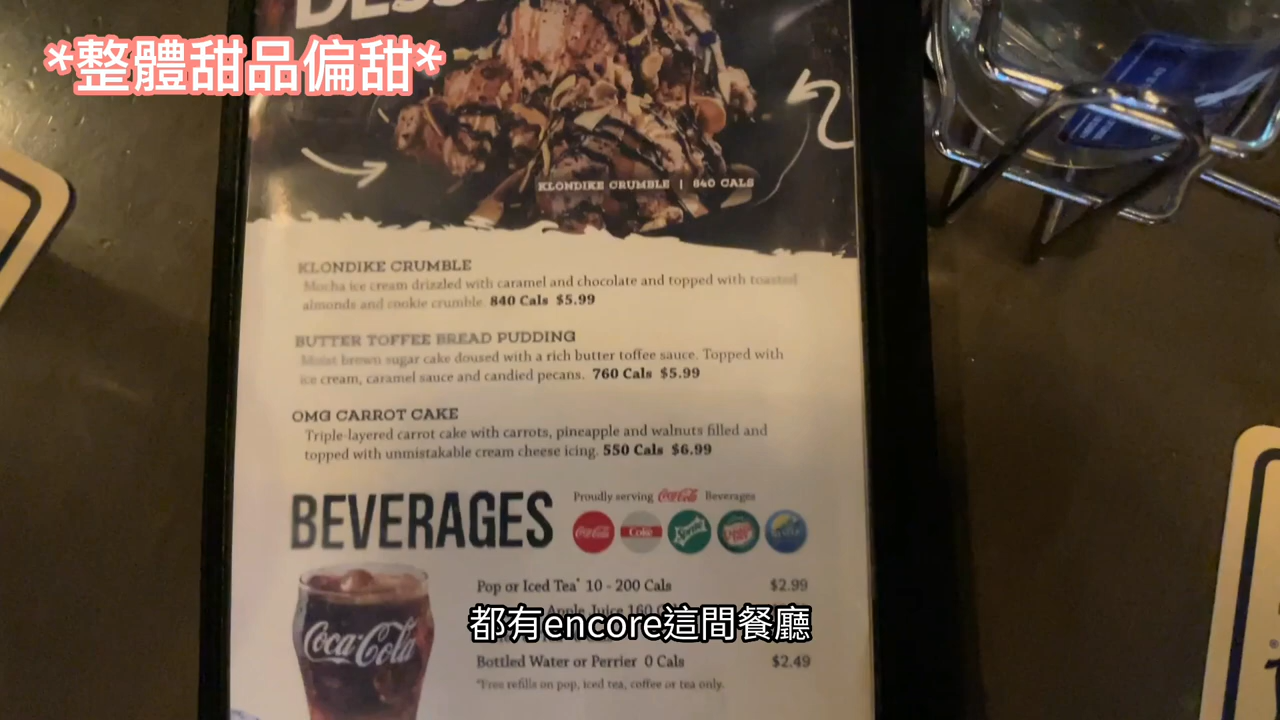 *整體甜品偏甜*
KLONDIKE CRUMBLE | 840 CALS
KLONDIKE CRUMBLE
Mocha ice cream drizzled with caramel and chocolate and topped with toasted
almonds and cookie crumble. 840 Cals $5.99
BUTTER TOFFEE BREAD PUDDING
Moist brown sugar cake doused with a rich butter toffee sauce. Topped with
ice cream, caramel sauce and candied pecans. 760 Cals $5.99
OMG CARROT CAKE
Triple-layered carrot cake with carrots, pineapple and walnuts filled and
topped with unmistakable cream cheese icing. 550 Cals $6.99
BEVERAGES
Proudly serving Coca-Cola Beverages
Coca-Cola Coke Sprite
Pop or Iced Tea* 10 - 200 Cals $2.99
Apple Juice 160
都有encore這間餐廳
Coca-Cola
Bottled Water or Perrier 0 Cals $2.49
*Free refills on pop, iced tea, coffee or tea only.